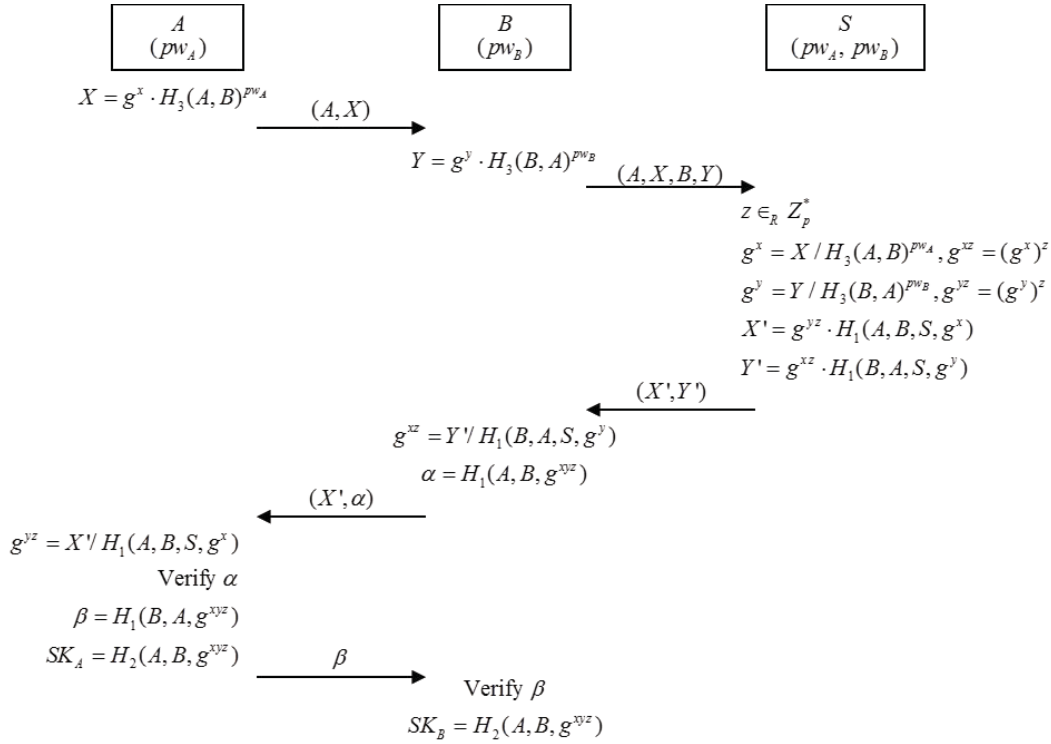 A B S
(pw_A) (pw_B) (pw_A, pw_B)
X = g^x · H_3(A, B)^{pw_A}
(A, X)
Y = g^y · H_3(B, A)^{pw_B}
(A, X, B, Y)
z ∈_R Z_p^*
g^x = X / H_3(A, B)^{pw_A}, g^{xz} = (g^x)^z
g^y = Y / H_3(B, A)^{pw_B}, g^{yz} = (g^y)^z
X' = g^{yz} · H_1(A, B, S, g^x)
Y' = g^{xz} · H_1(B, A, S, g^y)
(X', Y')
g^{xz} = Y'/ H_1(B, A, S, g^y)
α = H_1(A, B, g^{xyz})
(X', α)
g^{yz} = X'/ H_1(A, B, S, g^x)
Verify α
β = H_1(B, A, g^{xyz})
SK_A = H_2(A, B, g^{xyz})
β
Verify β
SK_B = H_2(A, B, g^{xyz})